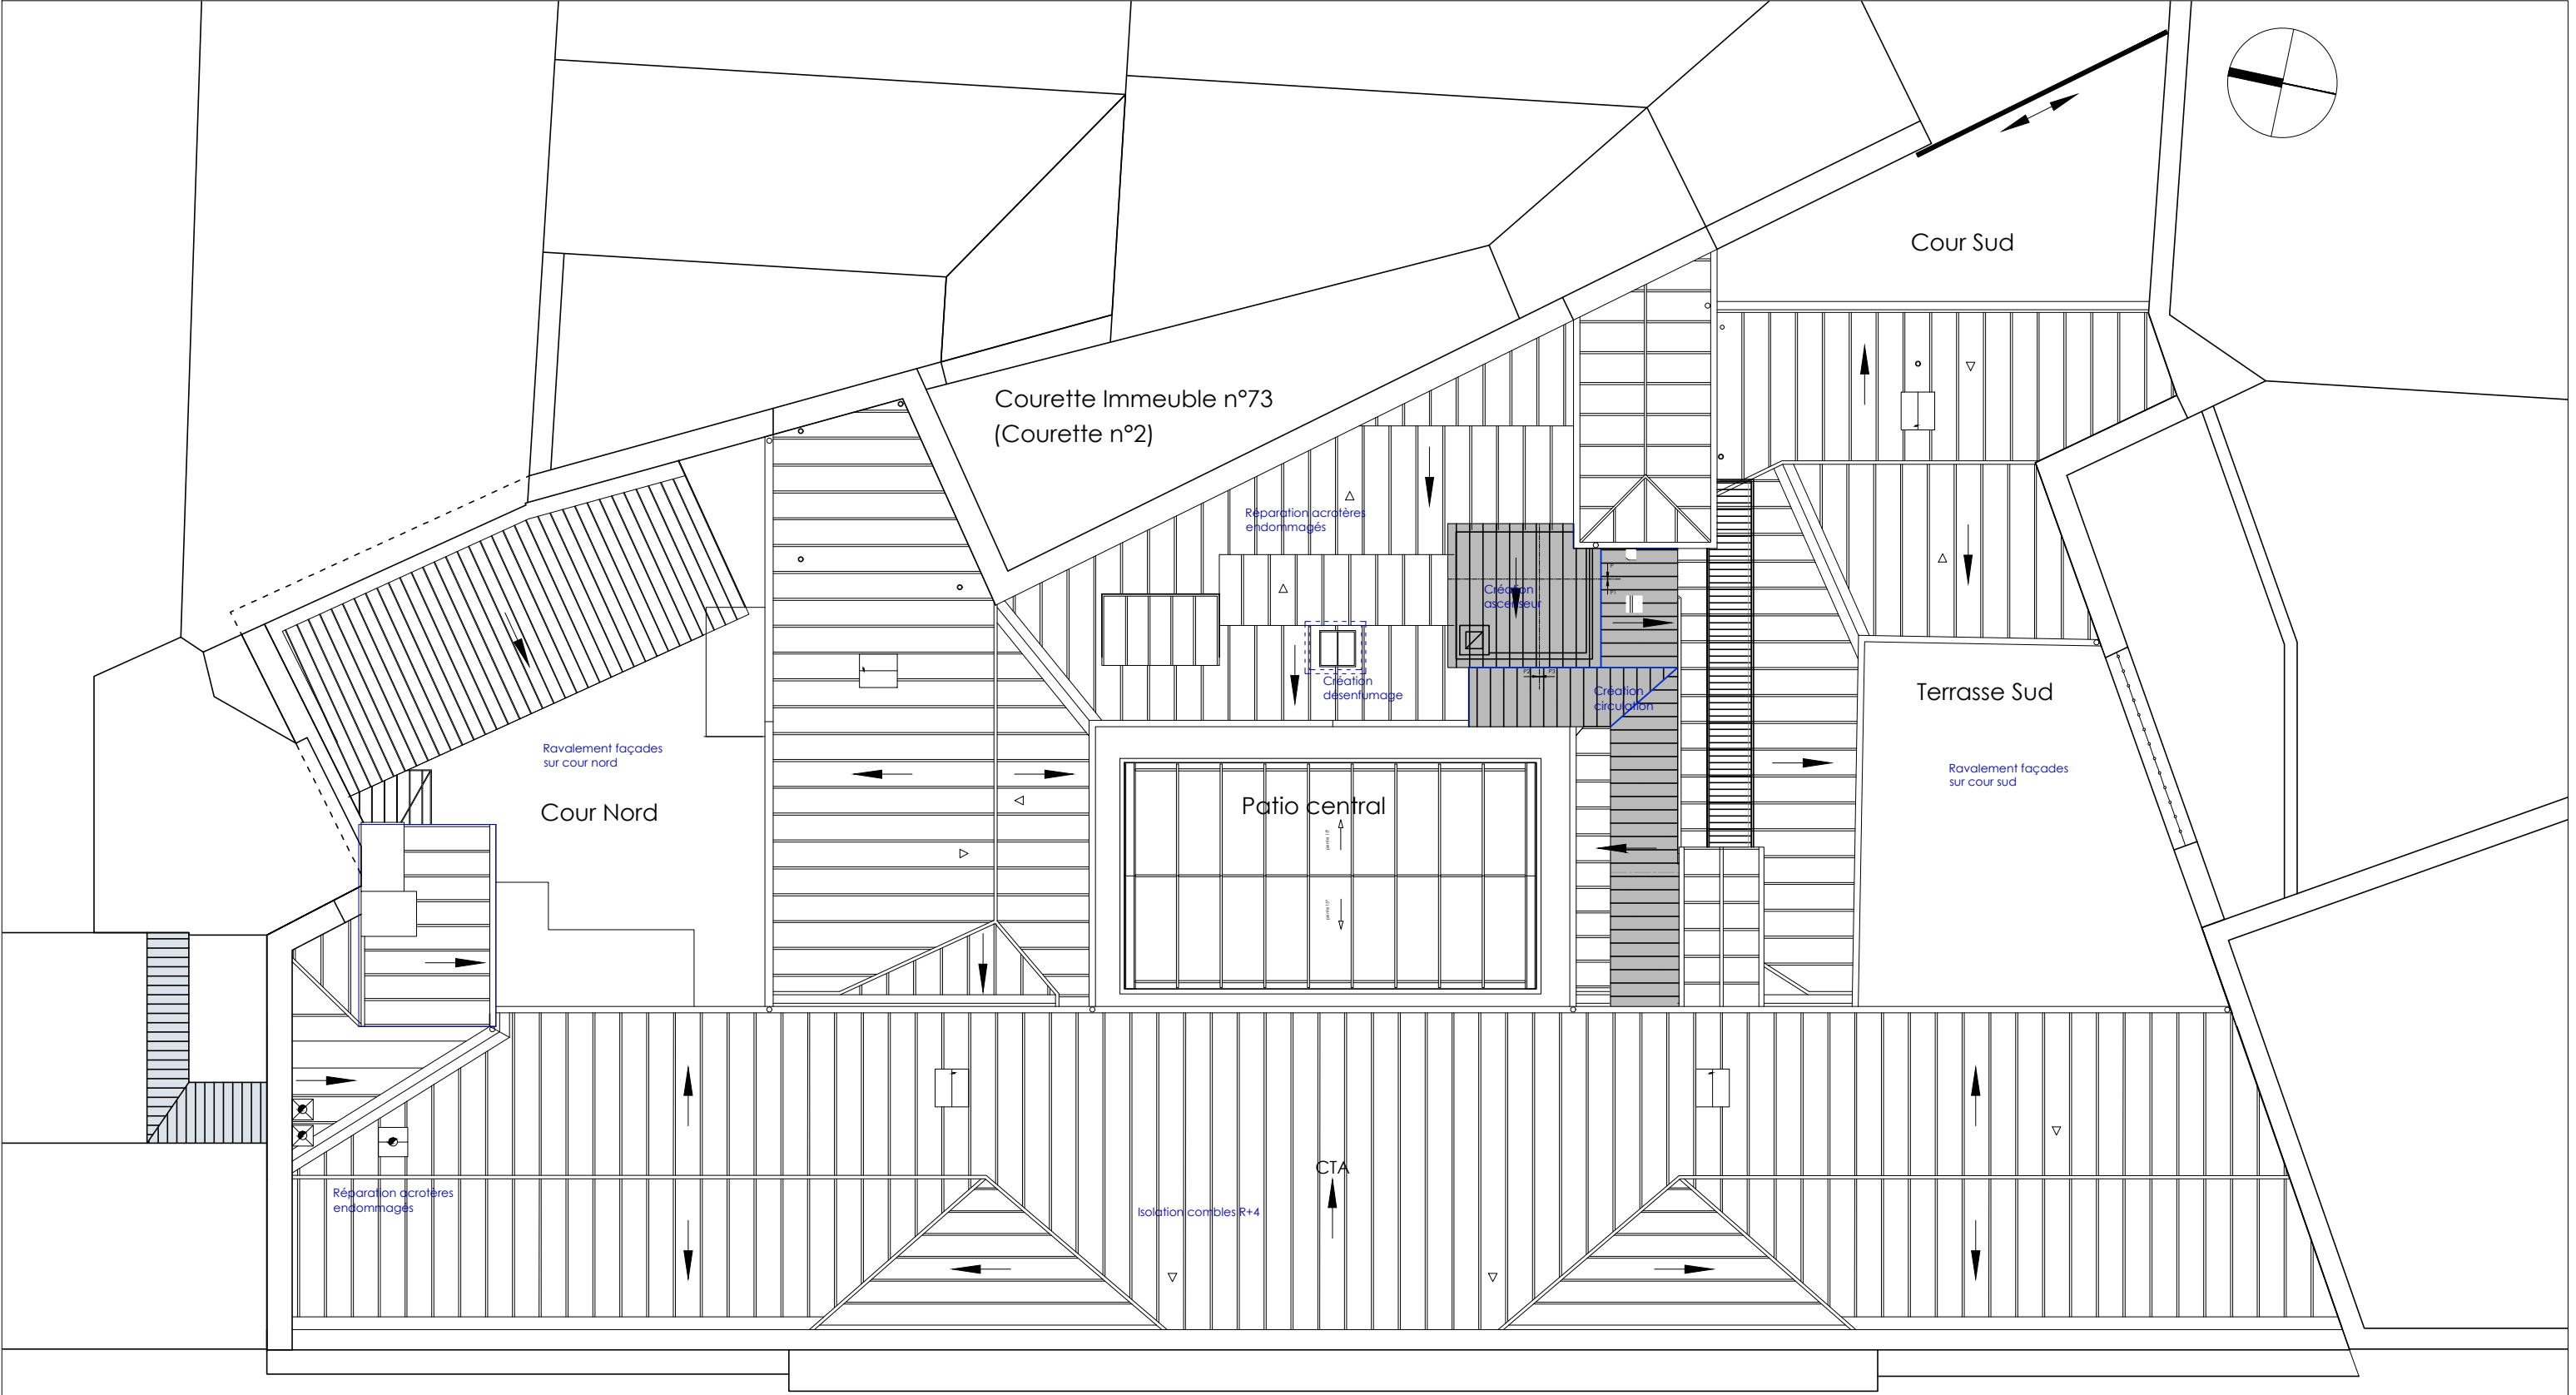 Cour Sud
Courette Immeuble n°73
(Courette n°2)
Réparation acrotères
endommagés
Création
ascenseur
Création
désenfumage
Création
circulation
Terrasse Sud
Ravalement façades
sur cour sud
Ravalement façades
sur cour nord
Cour Nord
Patio central
CTA
Réparation acrotères
endommagés
Isolation combles R+4